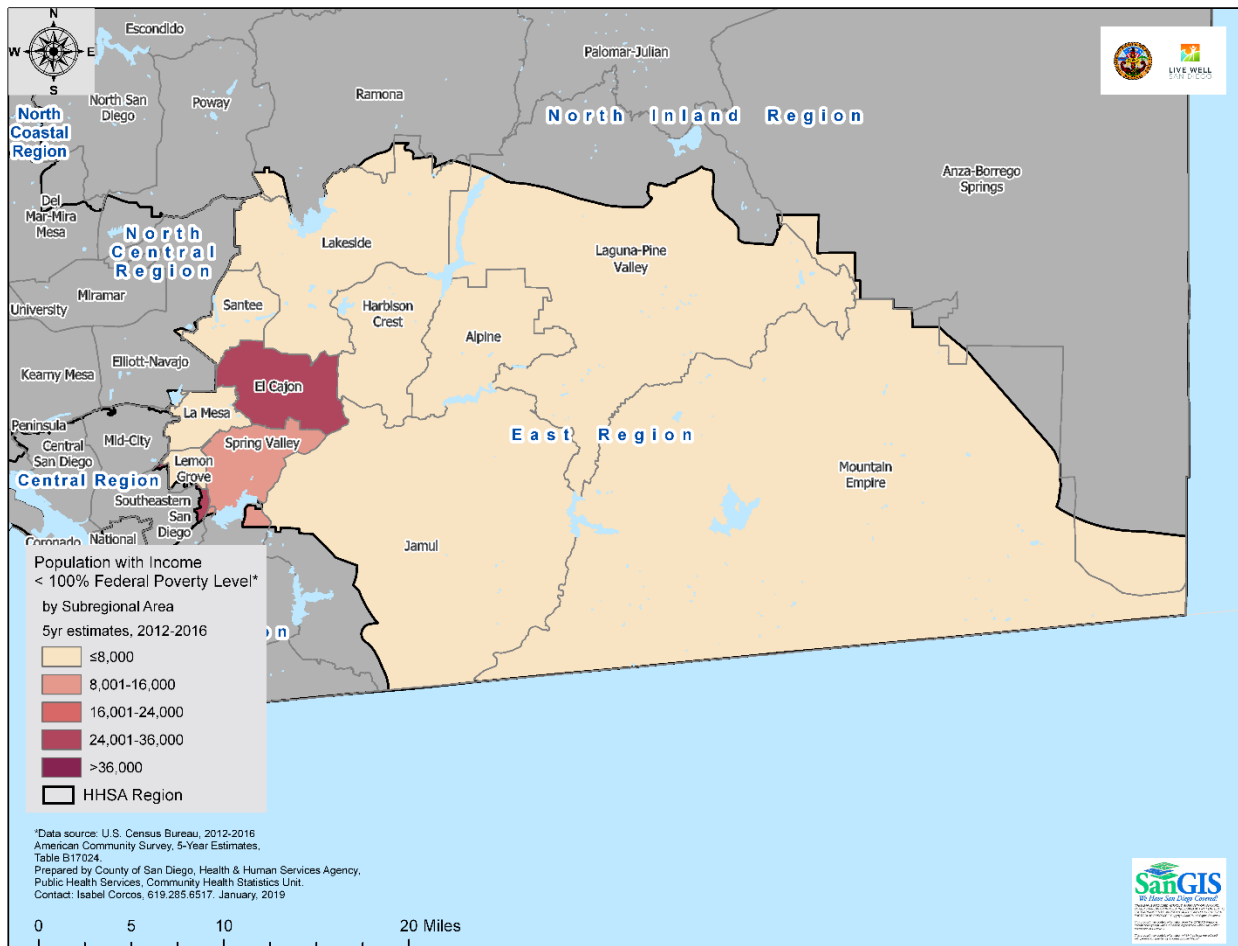 N
W
E
S
Escondido
Palomar-Julian
LIVE WELL
SAN DIEGO
North San
Diego
Poway
Ramona
North
Coastal
Region
North Inland Region
Anza-Borrego
Springs
Del
Mar-Mira
Mesa
North
Central
Region
Lakeside
Laguna-Pine
Valley
Miramar
University
Santee
Harbison
Crest
Alpine
Elliott-Navajo
Kearny Mesa
El Cajon
La Mesa
Peninsula
Mid-City
Central
San Diego
Spring Valley
East Region
Lemon
Grove
Mountain
Empire
Central Region
Southeastern
San
Diego
Coronado
National
Jamul
on
Population with Income
< 100% Federal Poverty Level*
by Subregional Area
5yr estimates, 2012-2016
≤8,000
8,001-16,000
16,001-24,000
24,001-36,000
>36,000
HHSA Region
*Data source: U.S. Census Bureau, 2012-2016
American Community Survey, 5-Year Estimates,
Table B17024.
Prepared by County of San Diego, Health & Human Services Agency,
Public Health Services, Community Health Statistics Unit.
Contact: Isabel Corcos, 619.285.6517. January, 2019
0 5 10 20 Miles
SanGIS
We Have San Diego Covered!